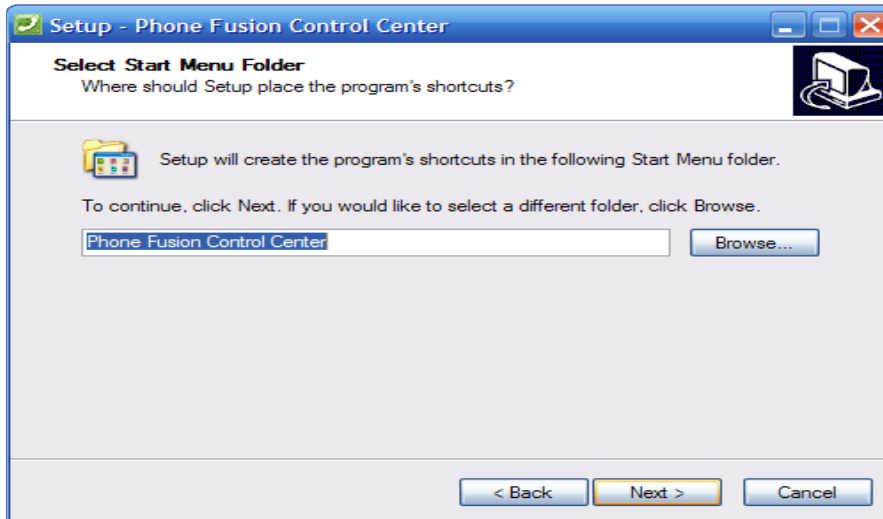 Setup - Phone Fusion Control Center
Select Start Menu Folder
Where should Setup place the program's shortcuts?
Setup will create the program's shortcuts in the following Start Menu folder.
To continue, click Next. If you would like to select a different folder, click Browse.
Phone Fusion Control Center
Browse...
< Back
Next >
Cancel